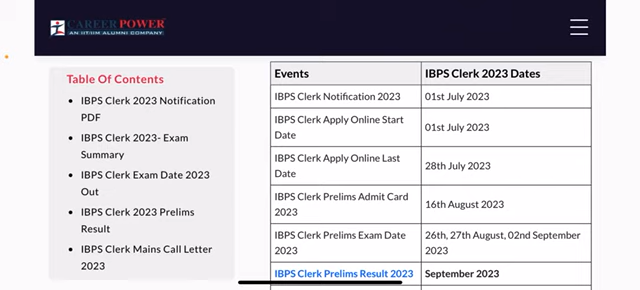 CAREER POWER
AN IIT/IIM ALUMNI COMPANY
Table Of Contents
• IBPS Clerk 2023 Notification
PDF
• IBPS Clerk 2023- Exam
Summary
• IBPS Clerk Exam Date 2023
Out
• IBPS Clerk 2023 Prelims
Result
• IBPS Clerk Mains Call Letter
2023
Events IBPS Clerk 2023 Dates
IBPS Clerk Notification 2023 01st July 2023
IBPS Clerk Apply Online Start
Date
01st July 2023
IBPS Clerk Apply Online Last
Date
28th July 2023
IBPS Clerk Prelims Admit Card
2023
16th August 2023
IBPS Clerk Prelims Exam Date
2023
26th, 27th August, 02nd September
2023
IBPS Clerk Prelims Result 2023 September 2023